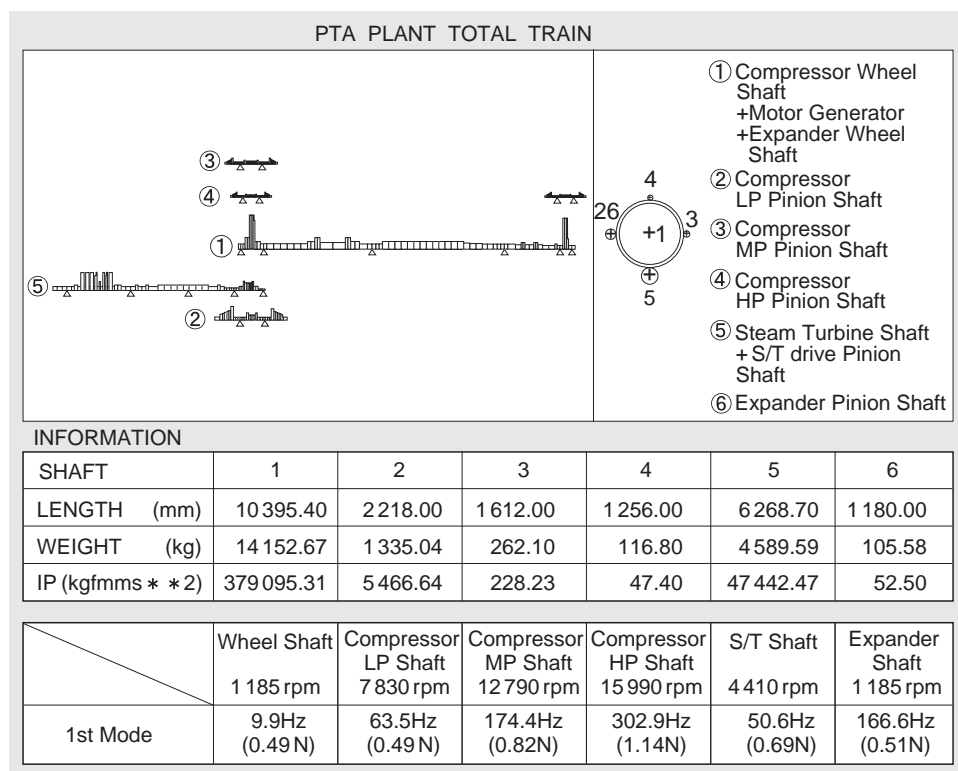 PTA PLANT TOTAL TRAIN
① Compressor Wheel
Shaft
+Motor Generator
+Expander Wheel
Shaft
② Compressor
LP Pinion Shaft
③ Compressor
MP Pinion Shaft
④ Compressor
HP Pinion Shaft
⑤ Steam Turbine Shaft
+S/T drive Pinion
Shaft
⑥ Expander Pinion Shaft
③
④
①
⑤
②
4
26
+1
3
5
INFORMATION
SHAFT 1 2 3 4 5 6
LENGTH (mm) 10 395.40 2 218.00 1 612.00 1 256.00 6 268.70 1 180.00
WEIGHT (kg) 14 152.67 1 335.04 262.10 116.80 4 589.59 105.58
IP (kgfmms * * 2) 379 095.31 5 466.64 228.23 47.40 47 442.47 52.50
Wheel Shaft Compressor Compressor Compressor S/T Shaft Expander
LP Shaft MP Shaft HP Shaft Shaft
1 185 rpm 7 830 rpm 12 790 rpm 15 990 rpm 4 410 rpm 1 185 rpm
1st Mode 9.9Hz 63.5Hz 174.4Hz 302.9Hz 50.6Hz 166.6Hz
(0.49 N) (0.49 N) (0.82N) (1.14N) (0.69N) (0.51N)